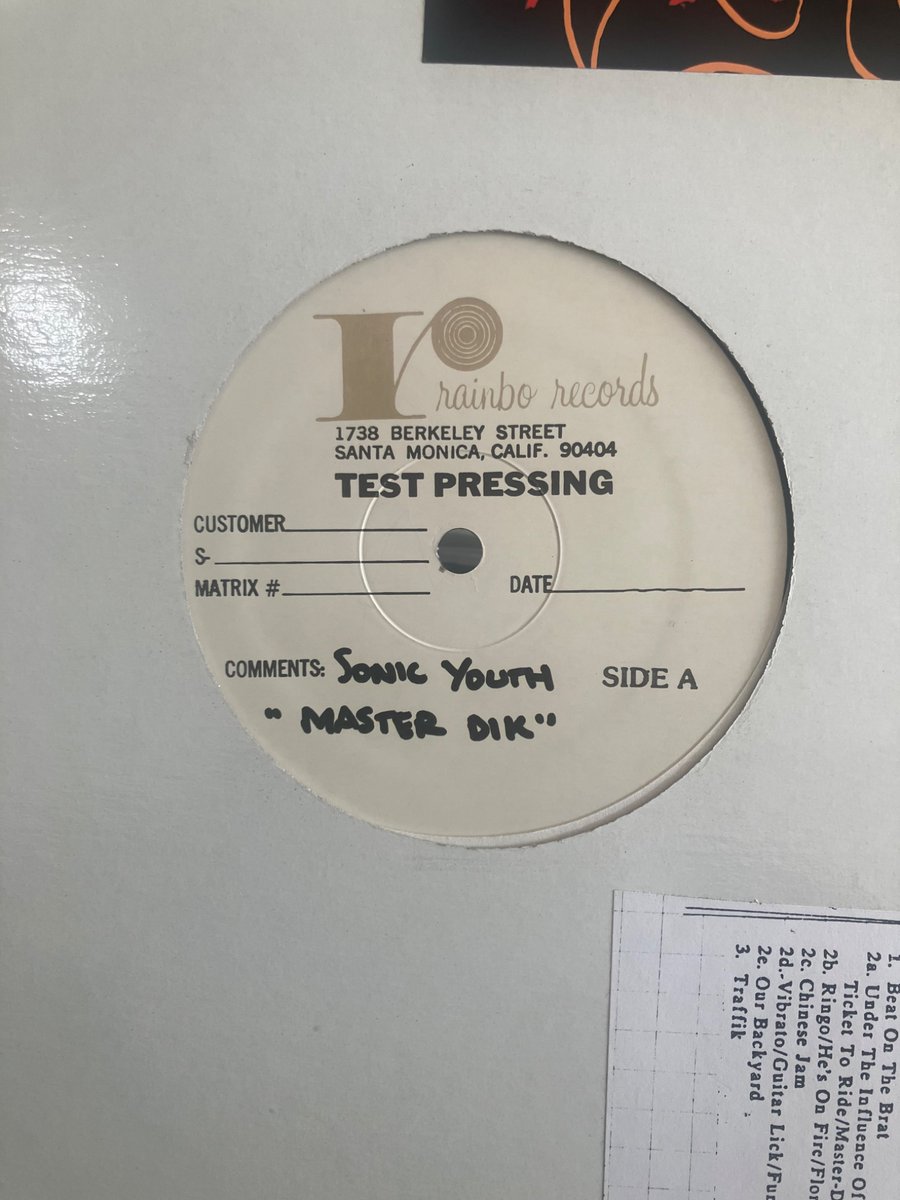 r
rainbo records
1738 BERKELEY STREET
SANTA MONICA, CALIF. 90404
TEST PRESSING
CUSTOMER
S-
MATRIX #
DATE
COMMENTS: SONIC YOUTH
SIDE A
"MASTER DIK"
1. Beat On The Brat
2a. Under The Influence Of
Ticket To Ride/Master-D
2b. Ringo/He's On Fire/Flo
2c. Chinese Jam
2d.-Vibrato/Guitar Lick/Fu
2e. Our Backyard
3. Traffik